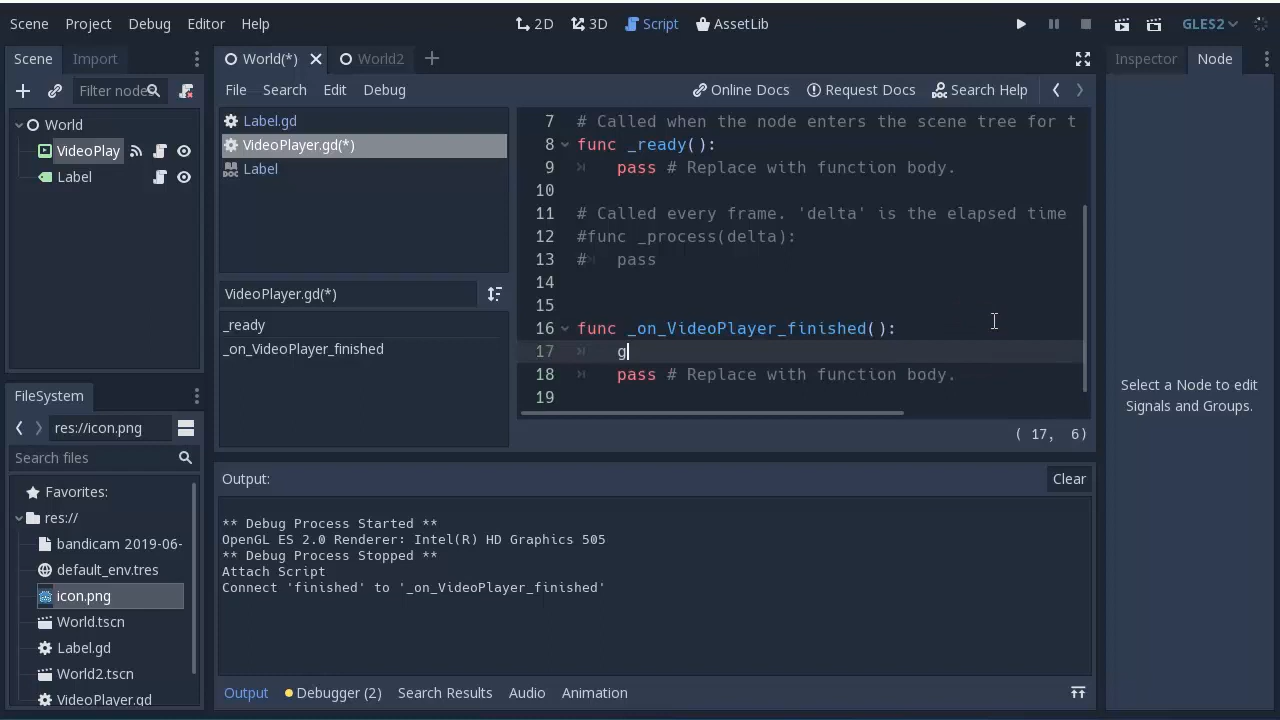 Scene Project Debug Editor Help 2D 3D Script AssetLib GLES2
Scene Import World(*) World2 Inspector Node
Filter node File Search Edit Debug Online Docs Request Docs Search Help
World
VideoPlay
Label
Label.gd
VideoPlayer.gd(*)
Label
VideoPlayer.gd(*)
_ready
_on_VideoPlayer_finished
7 # Called when the node enters the scene tree for t
8 func _ready():
9 pass # Replace with function body.
10
11 # Called every frame. 'delta' is the elapsed time
12 #func _process(delta):
13 # pass
14
15
16 func _on_VideoPlayer_finished():
17 g
18 pass # Replace with function body.
19
( 17, 6)
Select a Node to edit
Signals and Groups.
FileSystem
res://icon.png
Search files
Favorites:
res://
bandicam 2019-06-
default_env.tres
icon.png
World.tscn
Label.gd
World2.tscn
VideoPlayer.gd
Output: Clear
** Debug Process Started **
OpenGL ES 2.0 Renderer: Intel(R) HD Graphics 505
** Debug Process Stopped **
Attach Script
Connect 'finished' to '_on_VideoPlayer_finished'
Output Debugger (2) Search Results Audio Animation